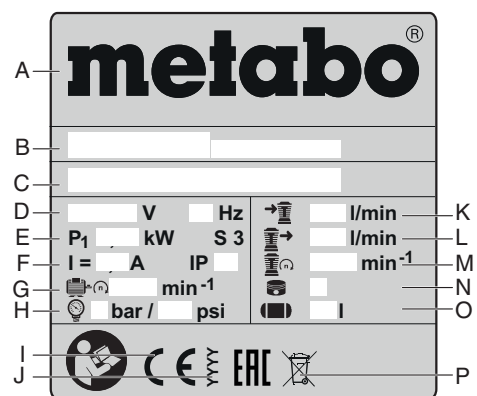 metabo®
A
B
C
D V Hz
E P1 , kW S 3
F I = , A IP
G min-1
H bar / psi
K l/min
L l/min
M (n) min-1
N
O l
I
J CE EAC
P